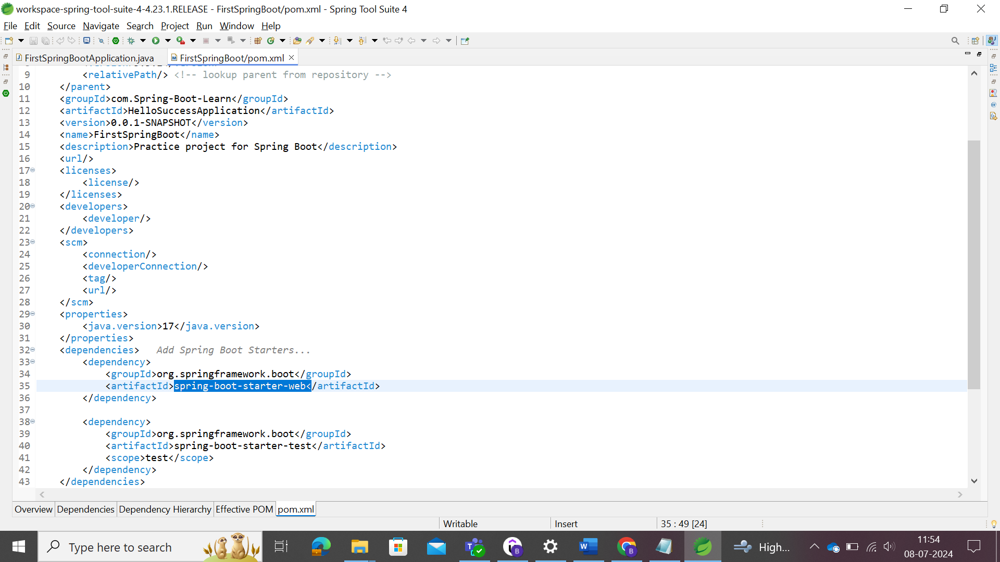 workspace-spring-tool-suite-4-4.23.1.RELEASE - FirstSpringBoot/pom.xml - Spring Tool Suite 4
File Edit Source Navigate Search Project Run Window Help
FirstSpringBootApplication.java
FirstSpringBoot/pom.xml
9 <relativePath/> <!-- lookup parent from repository -->
10 </parent>
11 <groupId>com.Spring-Boot-Learn</groupId>
12 <artifactId>HelloSuccessApplication</artifactId>
13 <version>0.0.1-SNAPSHOT</version>
14 <name>FirstSpringBoot</name>
15 <description>Practice project for Spring Boot</description>
16 <url/>
17 <licenses>
18 <license/>
19 </licenses>
20 <developers>
21 <developer/>
22 </developers>
23 <scm>
24 <connection/>
25 <developerConnection/>
26 <tag/>
27 <url/>
28 </scm>
29 <properties>
30 <java.version>17</java.version>
31 </properties>
32 <dependencies> Add Spring Boot Starters...
33 <dependency>
34 <groupId>org.springframework.boot</groupId>
35 <artifactId>spring-boot-starter-web</artifactId>
36 </dependency>
37
38 <dependency>
39 <groupId>org.springframework.boot</groupId>
40 <artifactId>spring-boot-starter-test</artifactId>
41 <scope>test</scope>
42 </dependency>
43 </dependencies>
Overview Dependencies Dependency Hierarchy Effective POM pom.xml
Writable Insert 35 : 49 [24]
Type here to search
High...
11:54
08-07-2024